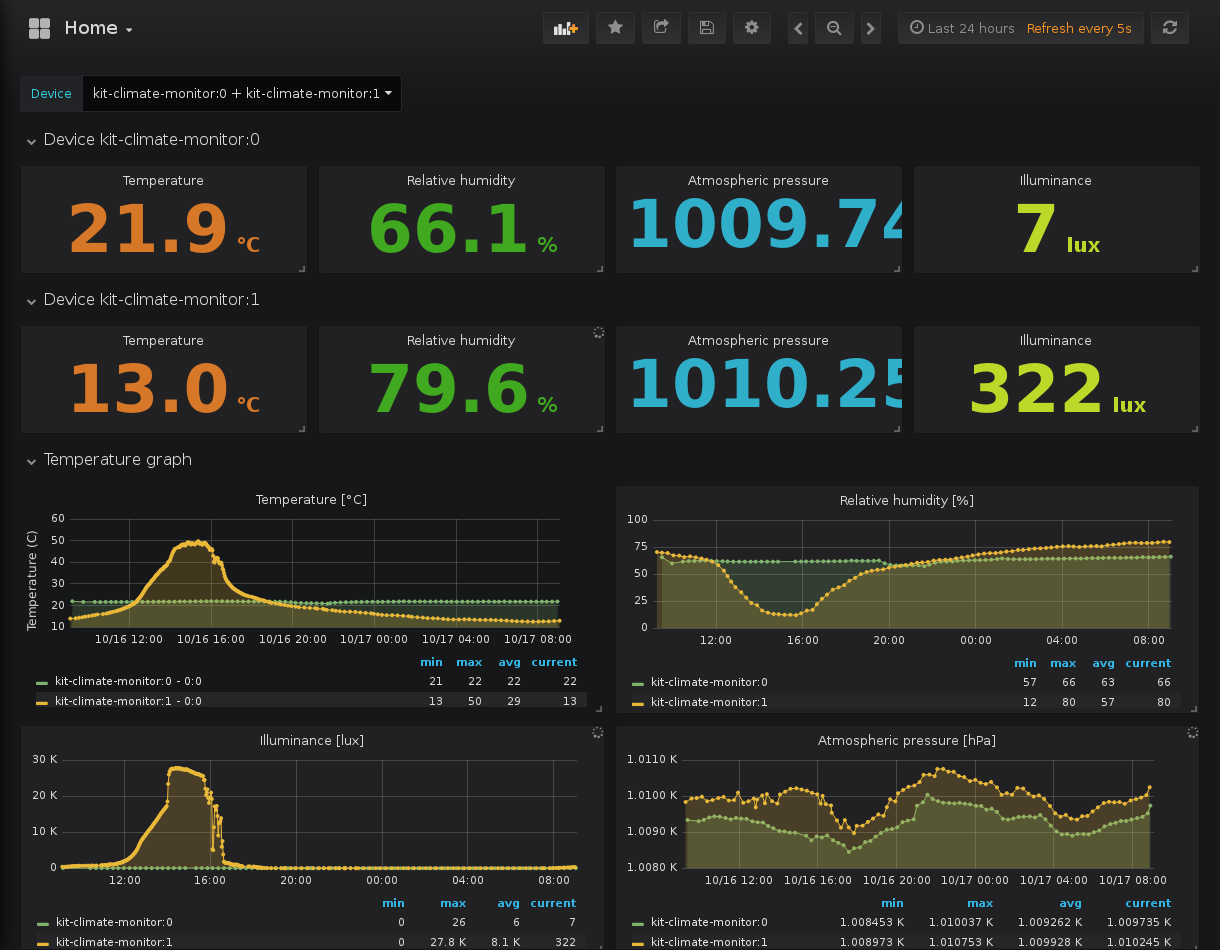 Home
Last 24 hours Refresh every 5s
Device kit-climate-monitor:0 + kit-climate-monitor:1
Device kit-climate-monitor:0
Temperature Relative humidity Atmospheric pressure Illuminance
21.9 °C 66.1 % 1009.74 7 lux
Device kit-climate-monitor:1
Temperature Relative humidity Atmospheric pressure Illuminance
13.0 °C 79.6 % 1010.25 322 lux
Temperature graph
Temperature [°C]
Temperature (C)
60
50
40
30
20
10
10/16 12:00 10/16 16:00 10/16 20:00 10/17 00:00 10/17 04:00 10/17 08:00
min max avg current
kit-climate-monitor:0 - 0:0 21 22 22 22
kit-climate-monitor:1 - 0:0 13 50 29 13
Relative humidity [%]
100
75
50
25
0
12:00 16:00 20:00 00:00 04:00 08:00
min max avg current
kit-climate-monitor:0 57 66 63 66
kit-climate-monitor:1 12 80 57 80
Illuminance [lux]
30 K
20 K
10 K
0
12:00 16:00 20:00 00:00 04:00 08:00
min max avg current
kit-climate-monitor:0 0 26 6 7
kit-climate-monitor:1 0 27.8 K 8.1 K 322
Atmospheric pressure [hPa]
1.0110 K
1.0100 K
1.0090 K
1.0080 K
10/16 12:00 10/16 16:00 10/16 20:00 10/17 00:00 10/17 04:00 10/17 08:00
min max avg current
kit-climate-monitor:0 1.008453 K 1.010037 K 1.009262 K 1.009735 K
kit-climate-monitor:1 1.008973 K 1.010753 K 1.009928 K 1.010245 K